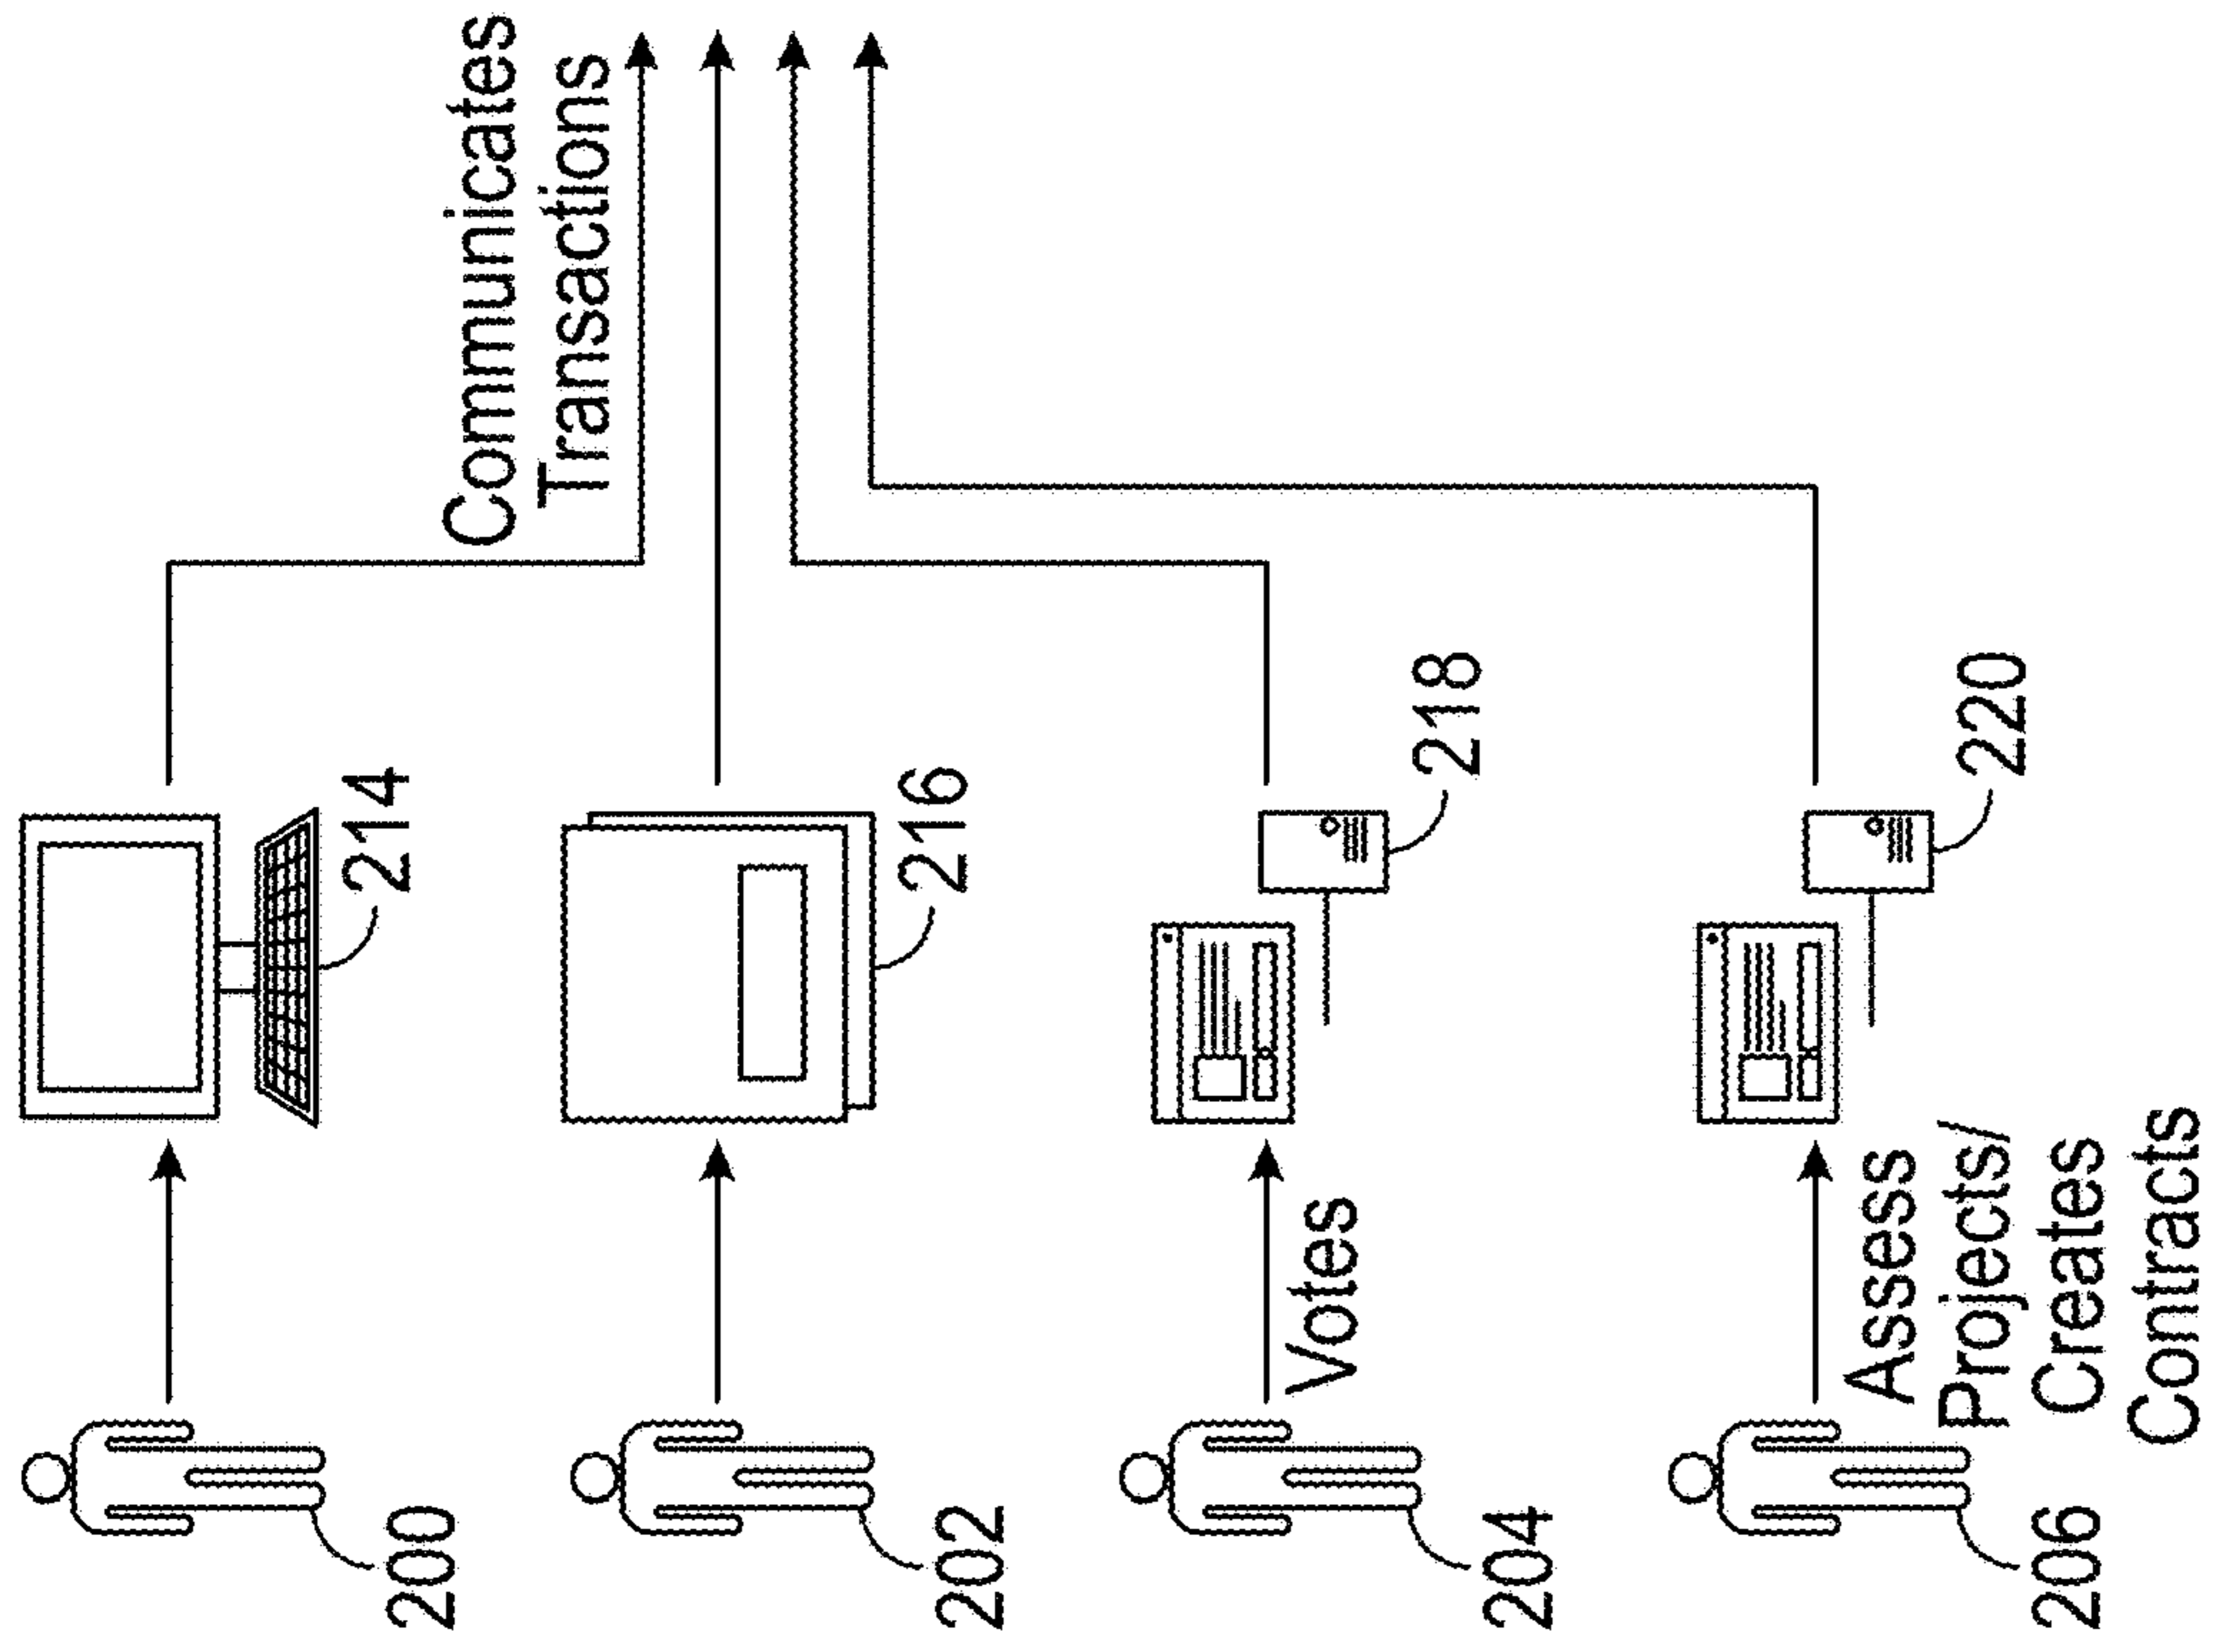 Communicates
Transactions
214
216
218
220
Votes
Assess
Projects/
Creates
Contracts
200
202
204
206